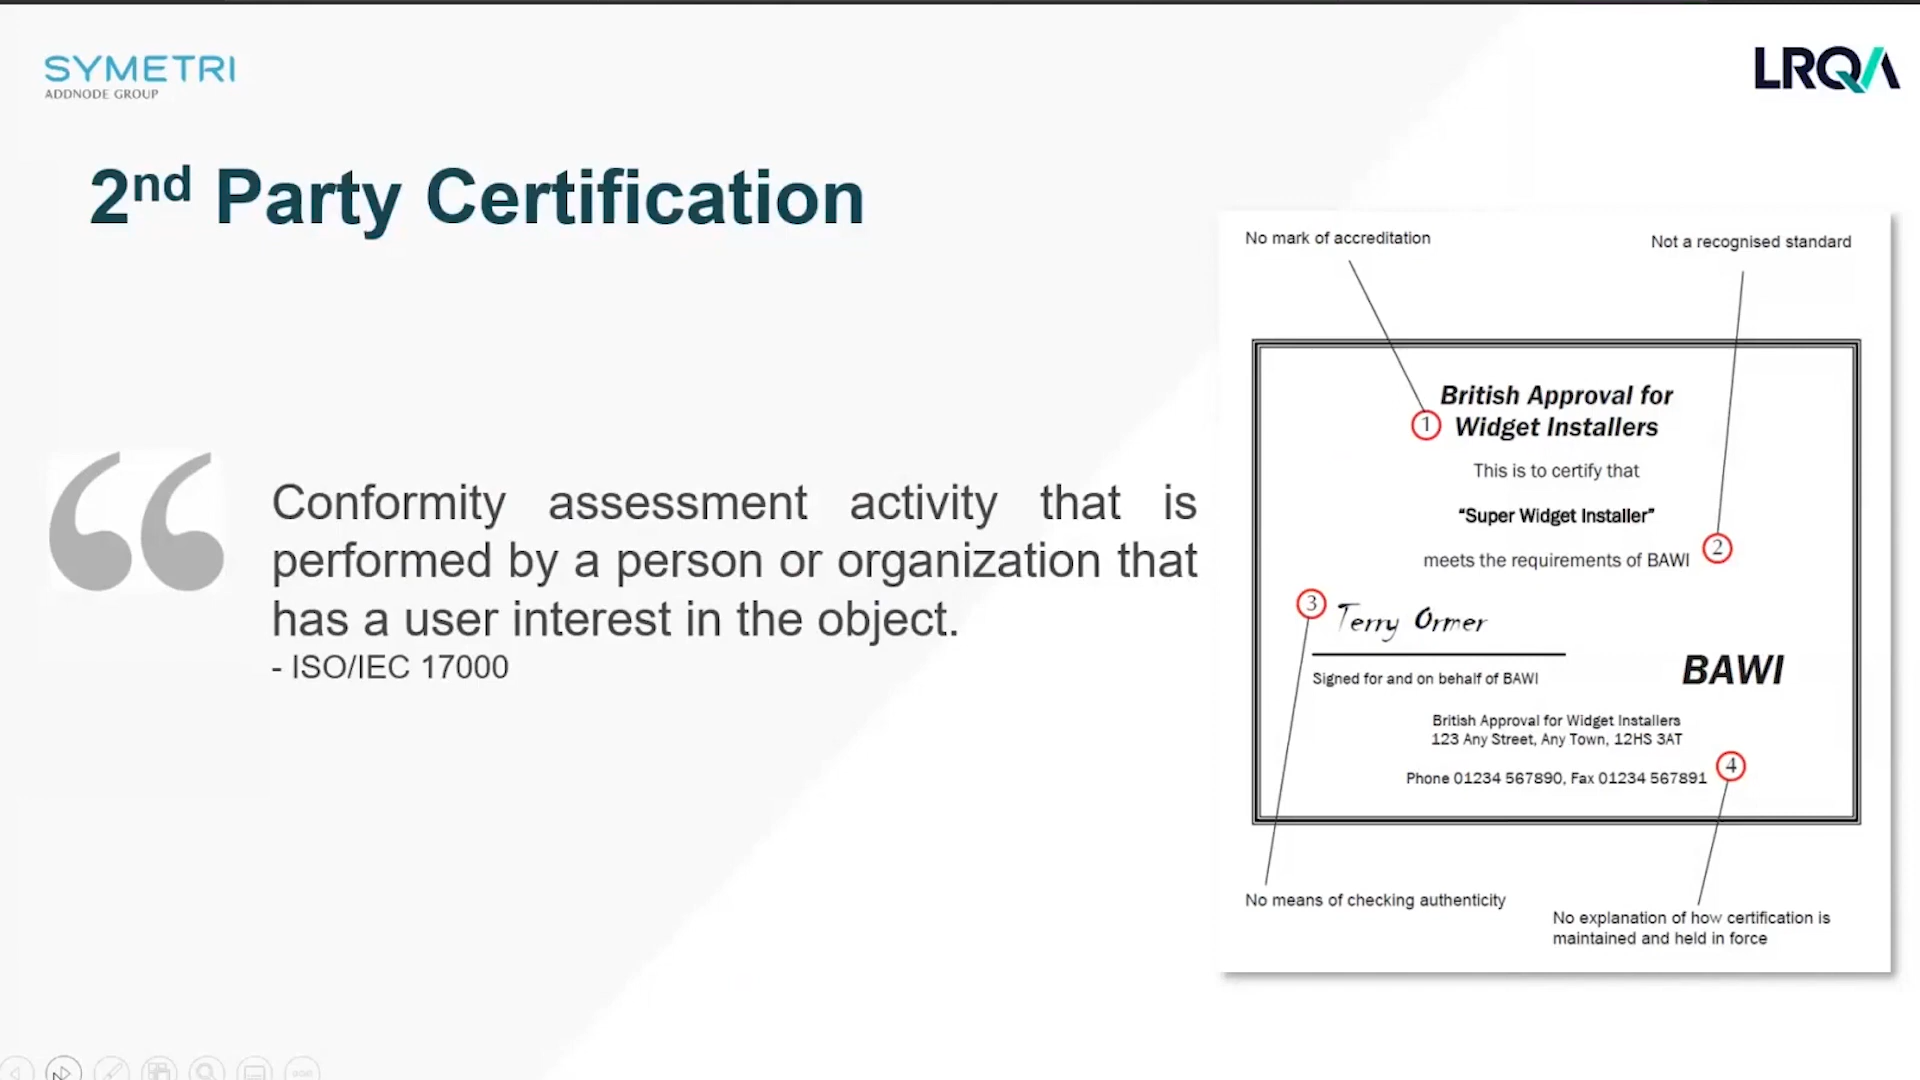 SYMETRI
ADDNODE GROUP
LRQA
2nd Party Certification
Conformity assessment activity that is
performed by a person or organization that
has a user interest in the object.
- ISO/IEC 17000
No mark of accreditation
Not a recognised standard
British Approval for
1 Widget Installers
This is to certify that
“Super Widget Installer”
meets the requirements of BAWI 2
3 Terry Ormer
Signed for and on behalf of BAWI
BAWI
British Approval for Widget Installers
123 Any Street, Any Town, 12HS 3AT
Phone 01234 567890, Fax 01234 567891 4
No means of checking authenticity
No explanation of how certification is
maintained and held in force